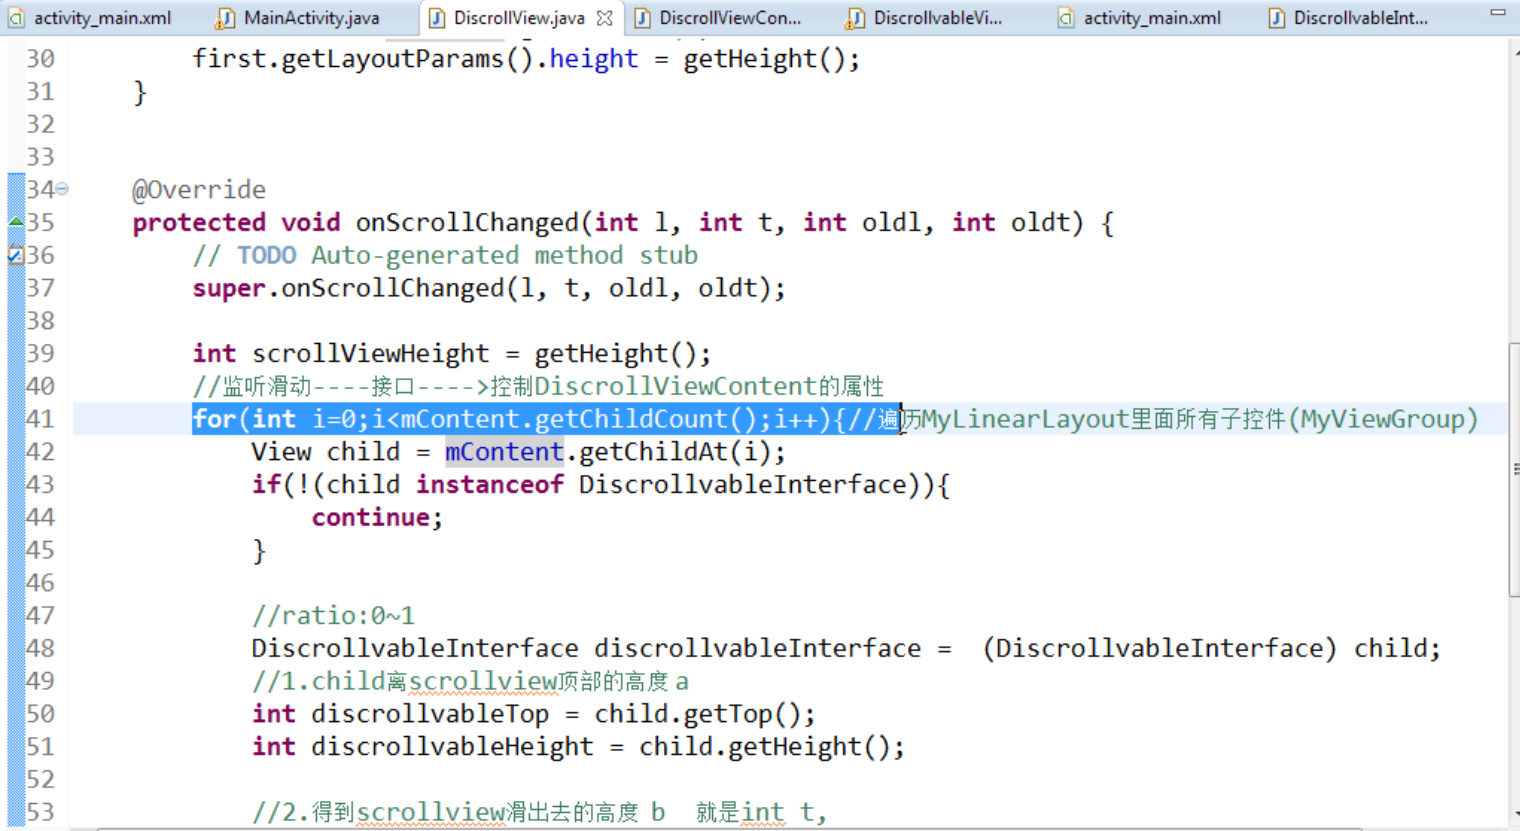 activity_main.xml MainActivity.java DiscrollView.java DiscrollViewCon... DiscrollvableVi... activity_main.xml DiscrollvableInt...
30 first.getLayoutParams().height = getHeight();
31 }
32
33
34 @Override
35 protected void onScrollChanged(int l, int t, int oldl, int oldt) {
36 // TODO Auto-generated method stub
37 super.onScrollChanged(l, t, oldl, oldt);
38
39 int scrollViewHeight = getHeight();
40 //监听滑动----接口---->控制DiscrollViewContent的属性
41 for(int i=0;i<mContent.getChildCount();i++){//遍历MyLinearLayout里面所有子控件(MyViewGroup)
42 View child = mContent.getChildAt(i);
43 if(!(child instanceof DiscrollvableInterface)){
44 continue;
45 }
46
47 //ratio:0~1
48 DiscrollvableInterface discrollvableInterface =  (DiscrollvableInterface) child;
49 //1.child离scrollview顶部的高度 a
50 int discrollvableTop = child.getTop();
51 int discrollvableHeight = child.getHeight();
52
53 //2.得到scrollview滑出去的高度 b  就是int t,